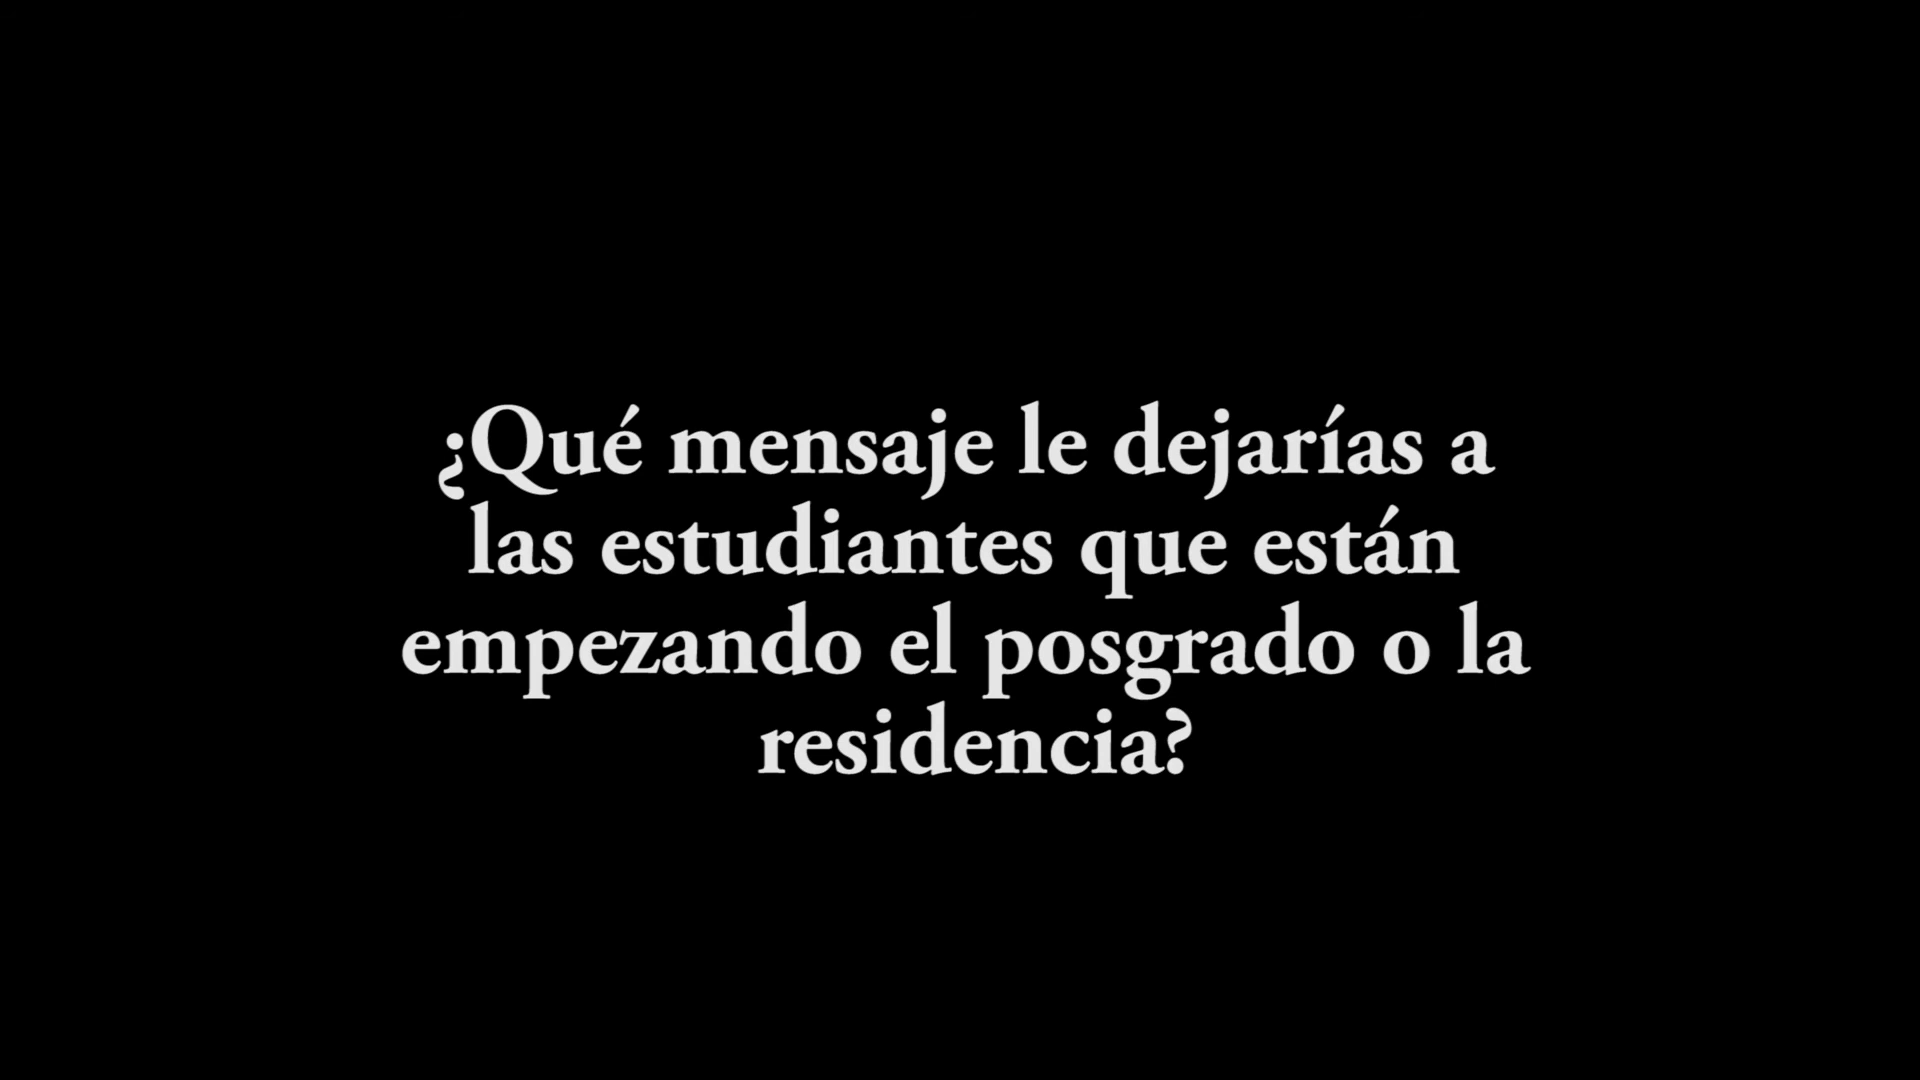 ¿Qué mensaje le dejarías a
las estudiantes que están
empezando el posgrado o la
residencia?